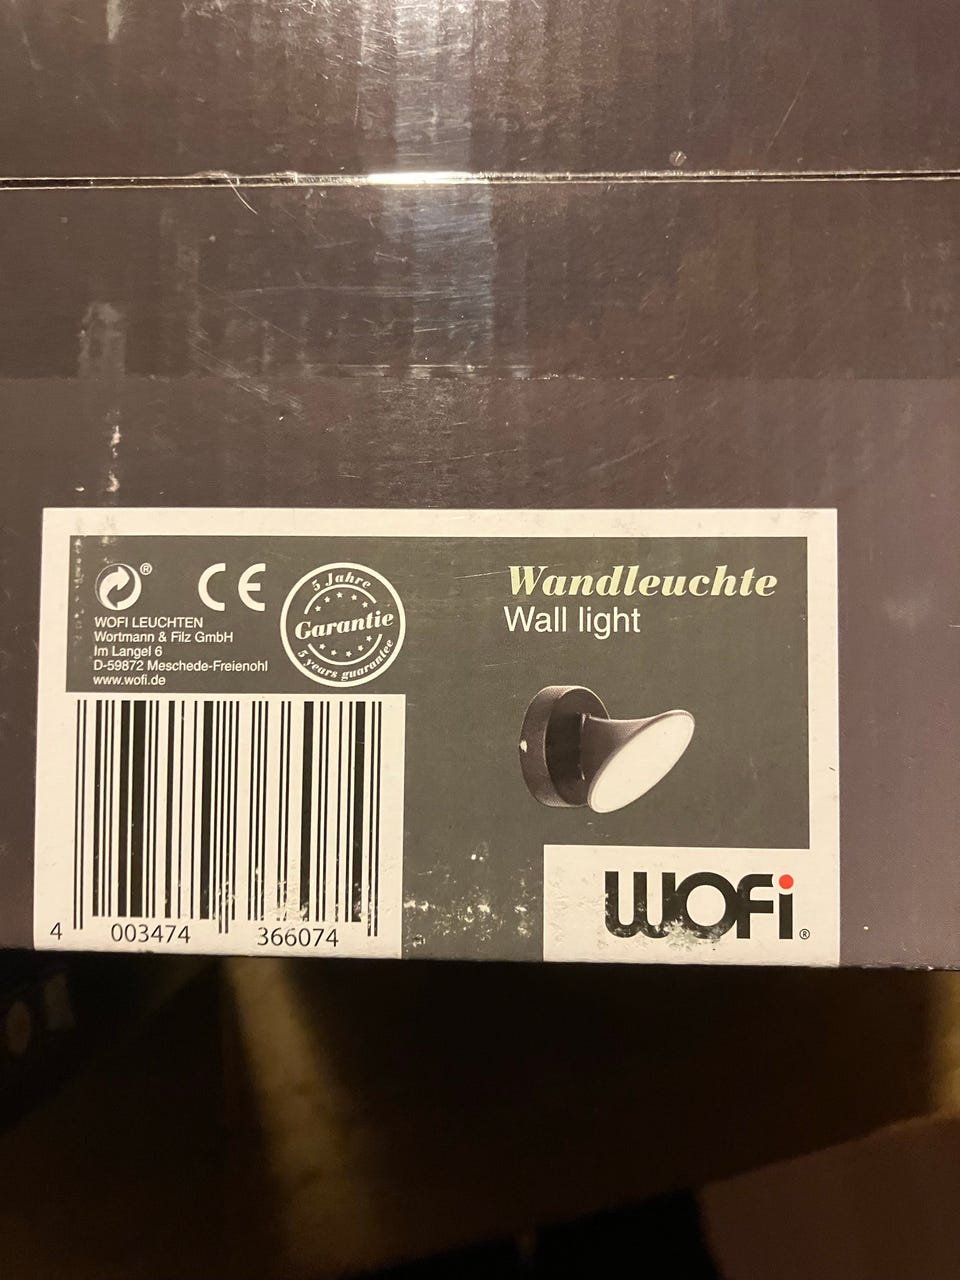 ®
CE
5 Jahre
Garantie
5 years guarantee
WOFI LEUCHTEN
Wortmann & Filz GmbH
Im Langel 6
D-59872 Meschede-Freienohl
www.wofi.de
Wandleuchte
Wall light
4 003474 366074
WOFi®